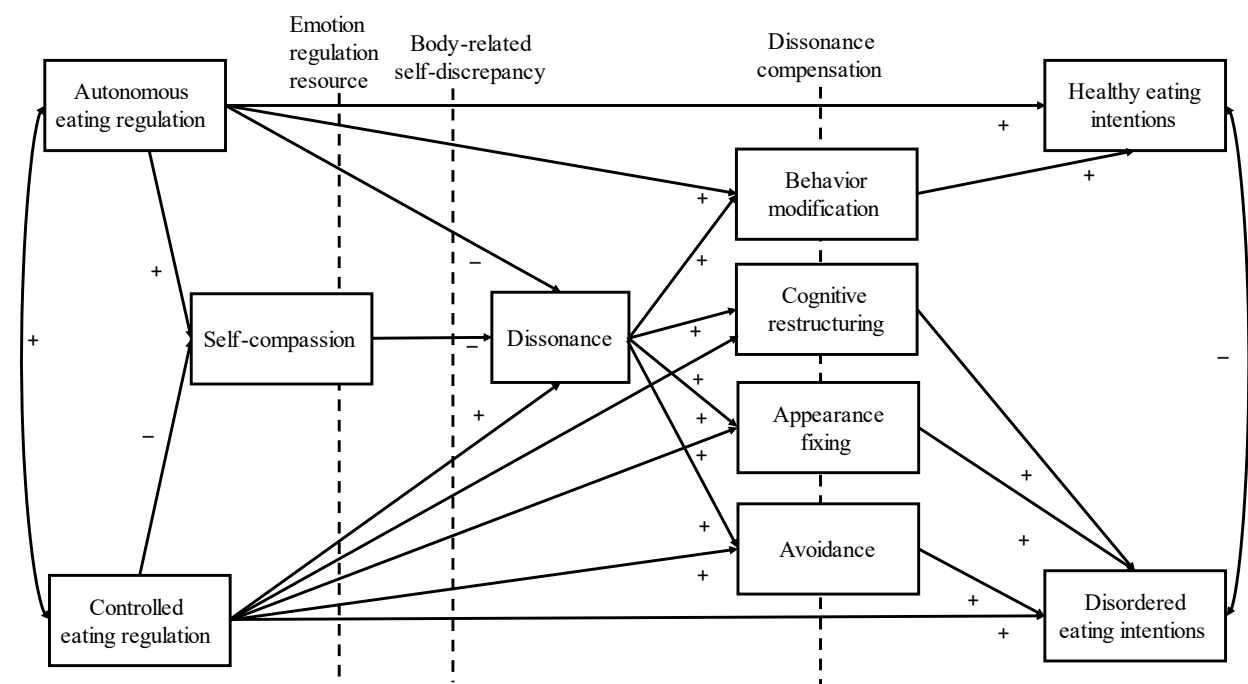 Emotion
regulation
resource
Body-related
self-discrepancy
Dissonance
compensation
Autonomous
eating regulation
Healthy eating
intentions
+
+
Behavior
modification
+
+
–
+
+
Cognitive
restructuring
Self-compassion
–
Dissonance
+
+
–
+
Appearance
fixing
+
+
–
+
+
+
+
Avoidance
+
+
Controlled
eating regulation
+
Disordered
eating intentions